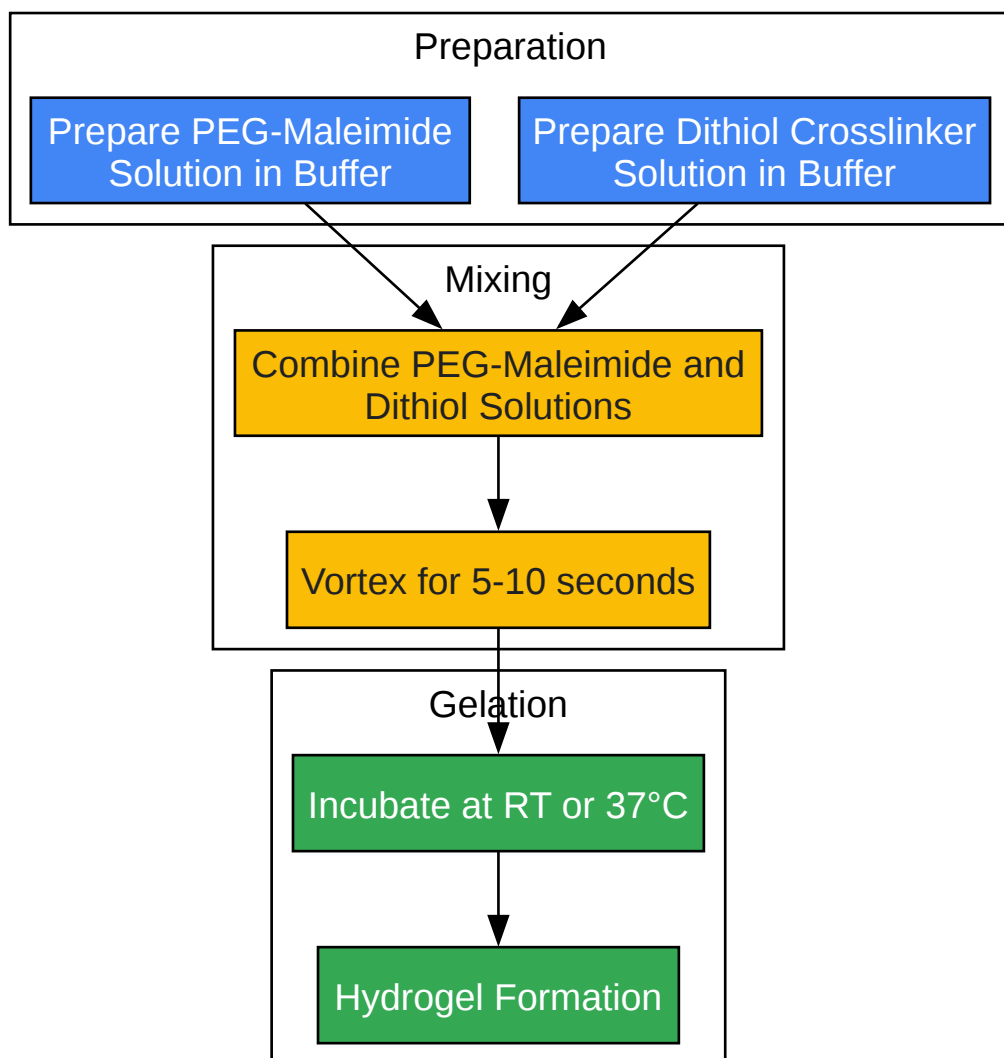 Preparation
Prepare PEG-Maleimide
Solution in Buffer
Prepare Dithiol Crosslinker
Solution in Buffer
Mixing
Combine PEG-Maleimide and
Dithiol Solutions
Vortex for 5-10 seconds
Gelation
Incubate at RT or 37°C
Hydrogel Formation